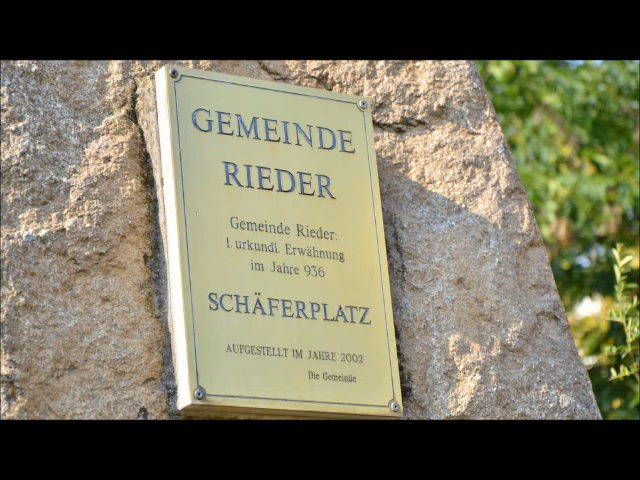 GEMEINDE
RIEDER
Gemeinde Rieder:
1. urkundl. Erwähnung
im Jahre 936
SCHÄFERPLATZ
AUFGESTELLT IM JAHRE 2002
Die Gemeinde